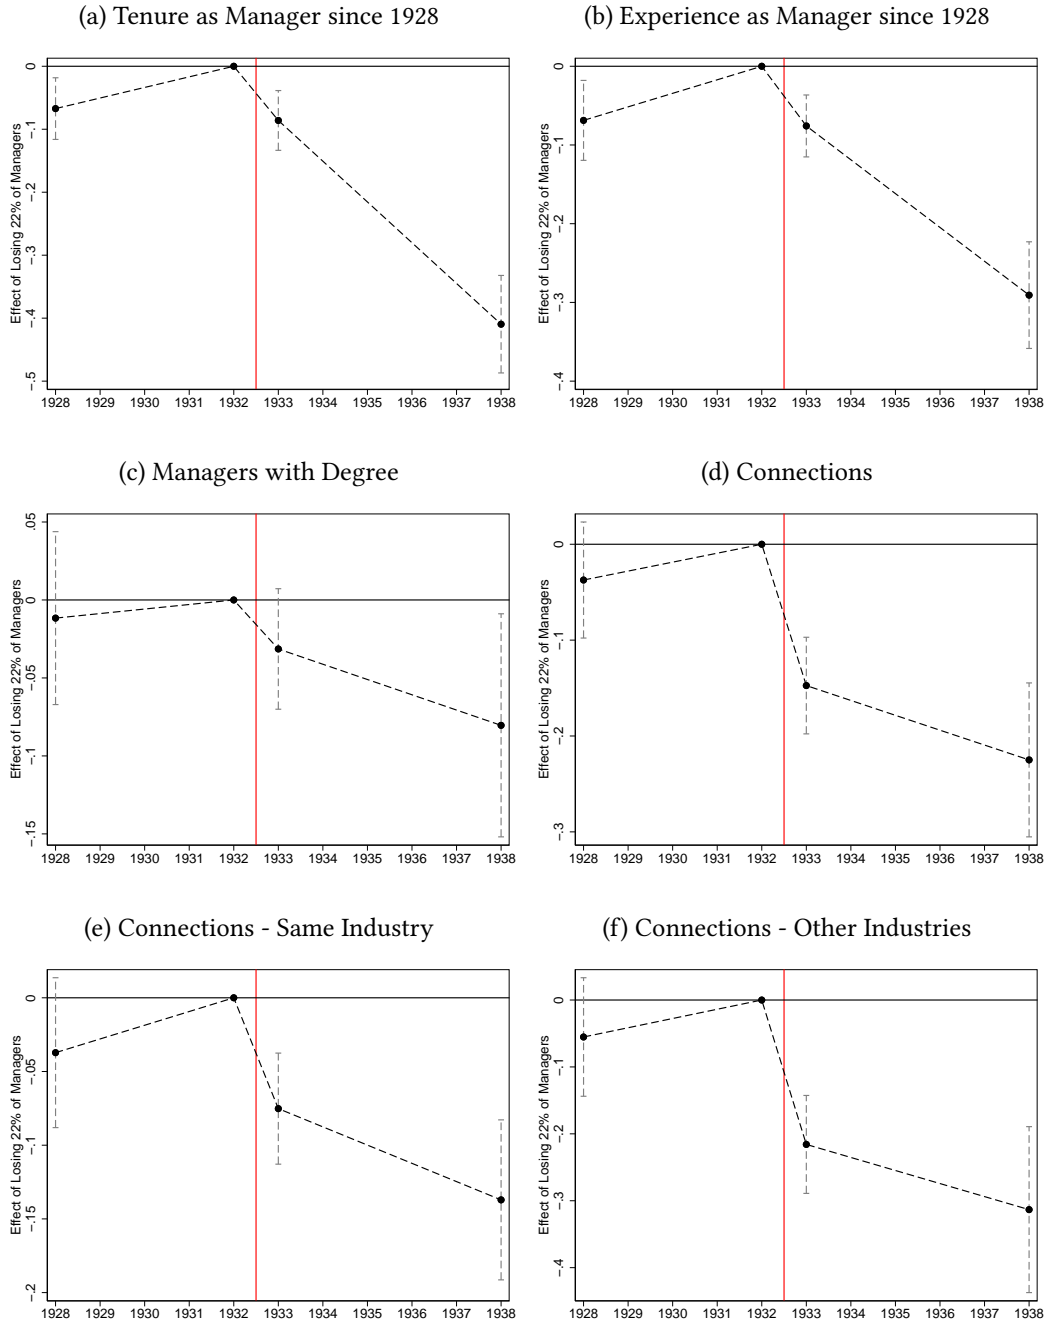 (a) Tenure as Manager since 1928
Effect of Losing 22% of Managers
0
-.1
-.2
-.3
-.4
-.5
1928 1929 1930 1931 1932 1933 1934 1935 1936 1937 1938
(b) Experience as Manager since 1928
Effect of Losing 22% of Managers
0
-.1
-.2
-.3
-.4
1928 1929 1930 1931 1932 1933 1934 1935 1936 1937 1938
(c) Managers with Degree
Effect of Losing 22% of Managers
.05
0
-.05
-.1
-.15
1928 1929 1930 1931 1932 1933 1934 1935 1936 1937 1938
(d) Connections
Effect of Losing 22% of Managers
0
-.1
-.2
-.3
1928 1929 1930 1931 1932 1933 1934 1935 1936 1937 1938
(e) Connections - Same Industry
Effect of Losing 22% of Managers
0
-.05
-.1
-.15
-.2
1928 1929 1930 1931 1932 1933 1934 1935 1936 1937 1938
(f) Connections - Other Industries
Effect of Losing 22% of Managers
0
-.1
-.2
-.3
-.4
1928 1929 1930 1931 1932 1933 1934 1935 1936 1937 1938